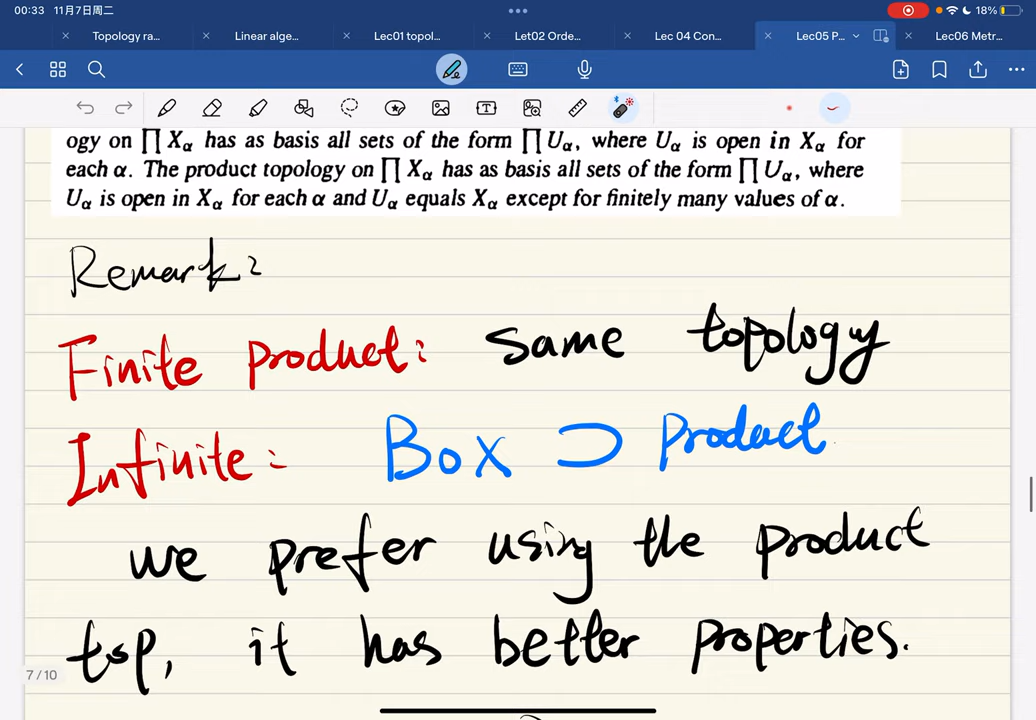 00:33 11月7日周二
18%
Topology ra...
Linear alge...
Lec01 topol...
Let02 Orde...
Lec 04 Con...
Lec05 P...
Lec06 Metr...
ogy on ∏ Xα has as basis all sets of the form ∏ Uα, where Uα is open in Xα for
each α. The product topology on ∏ Xα has as basis all sets of the form ∏ Uα, where
Uα is open in Xα for each α and Uα equals Xα except for finitely many values of α.
Remark:
Finite product: same topology
Infinite: Box ⊃ Product
we prefer using the product
top, it has better properties.
7 / 10